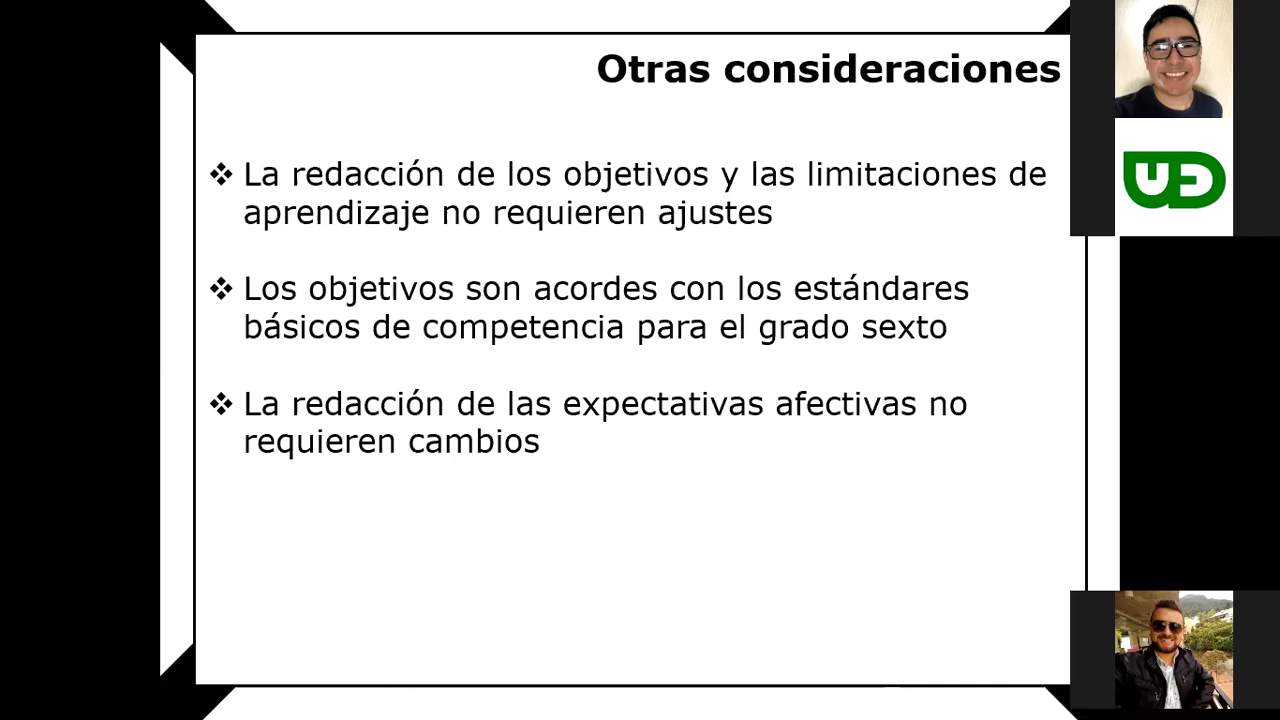 Otras consideraciones
❖ La redacción de los objetivos y las limitaciones de
aprendizaje no requieren ajustes
❖ Los objetivos son acordes con los estándares
básicos de competencia para el grado sexto
❖ La redacción de las expectativas afectivas no
requieren cambios
UD